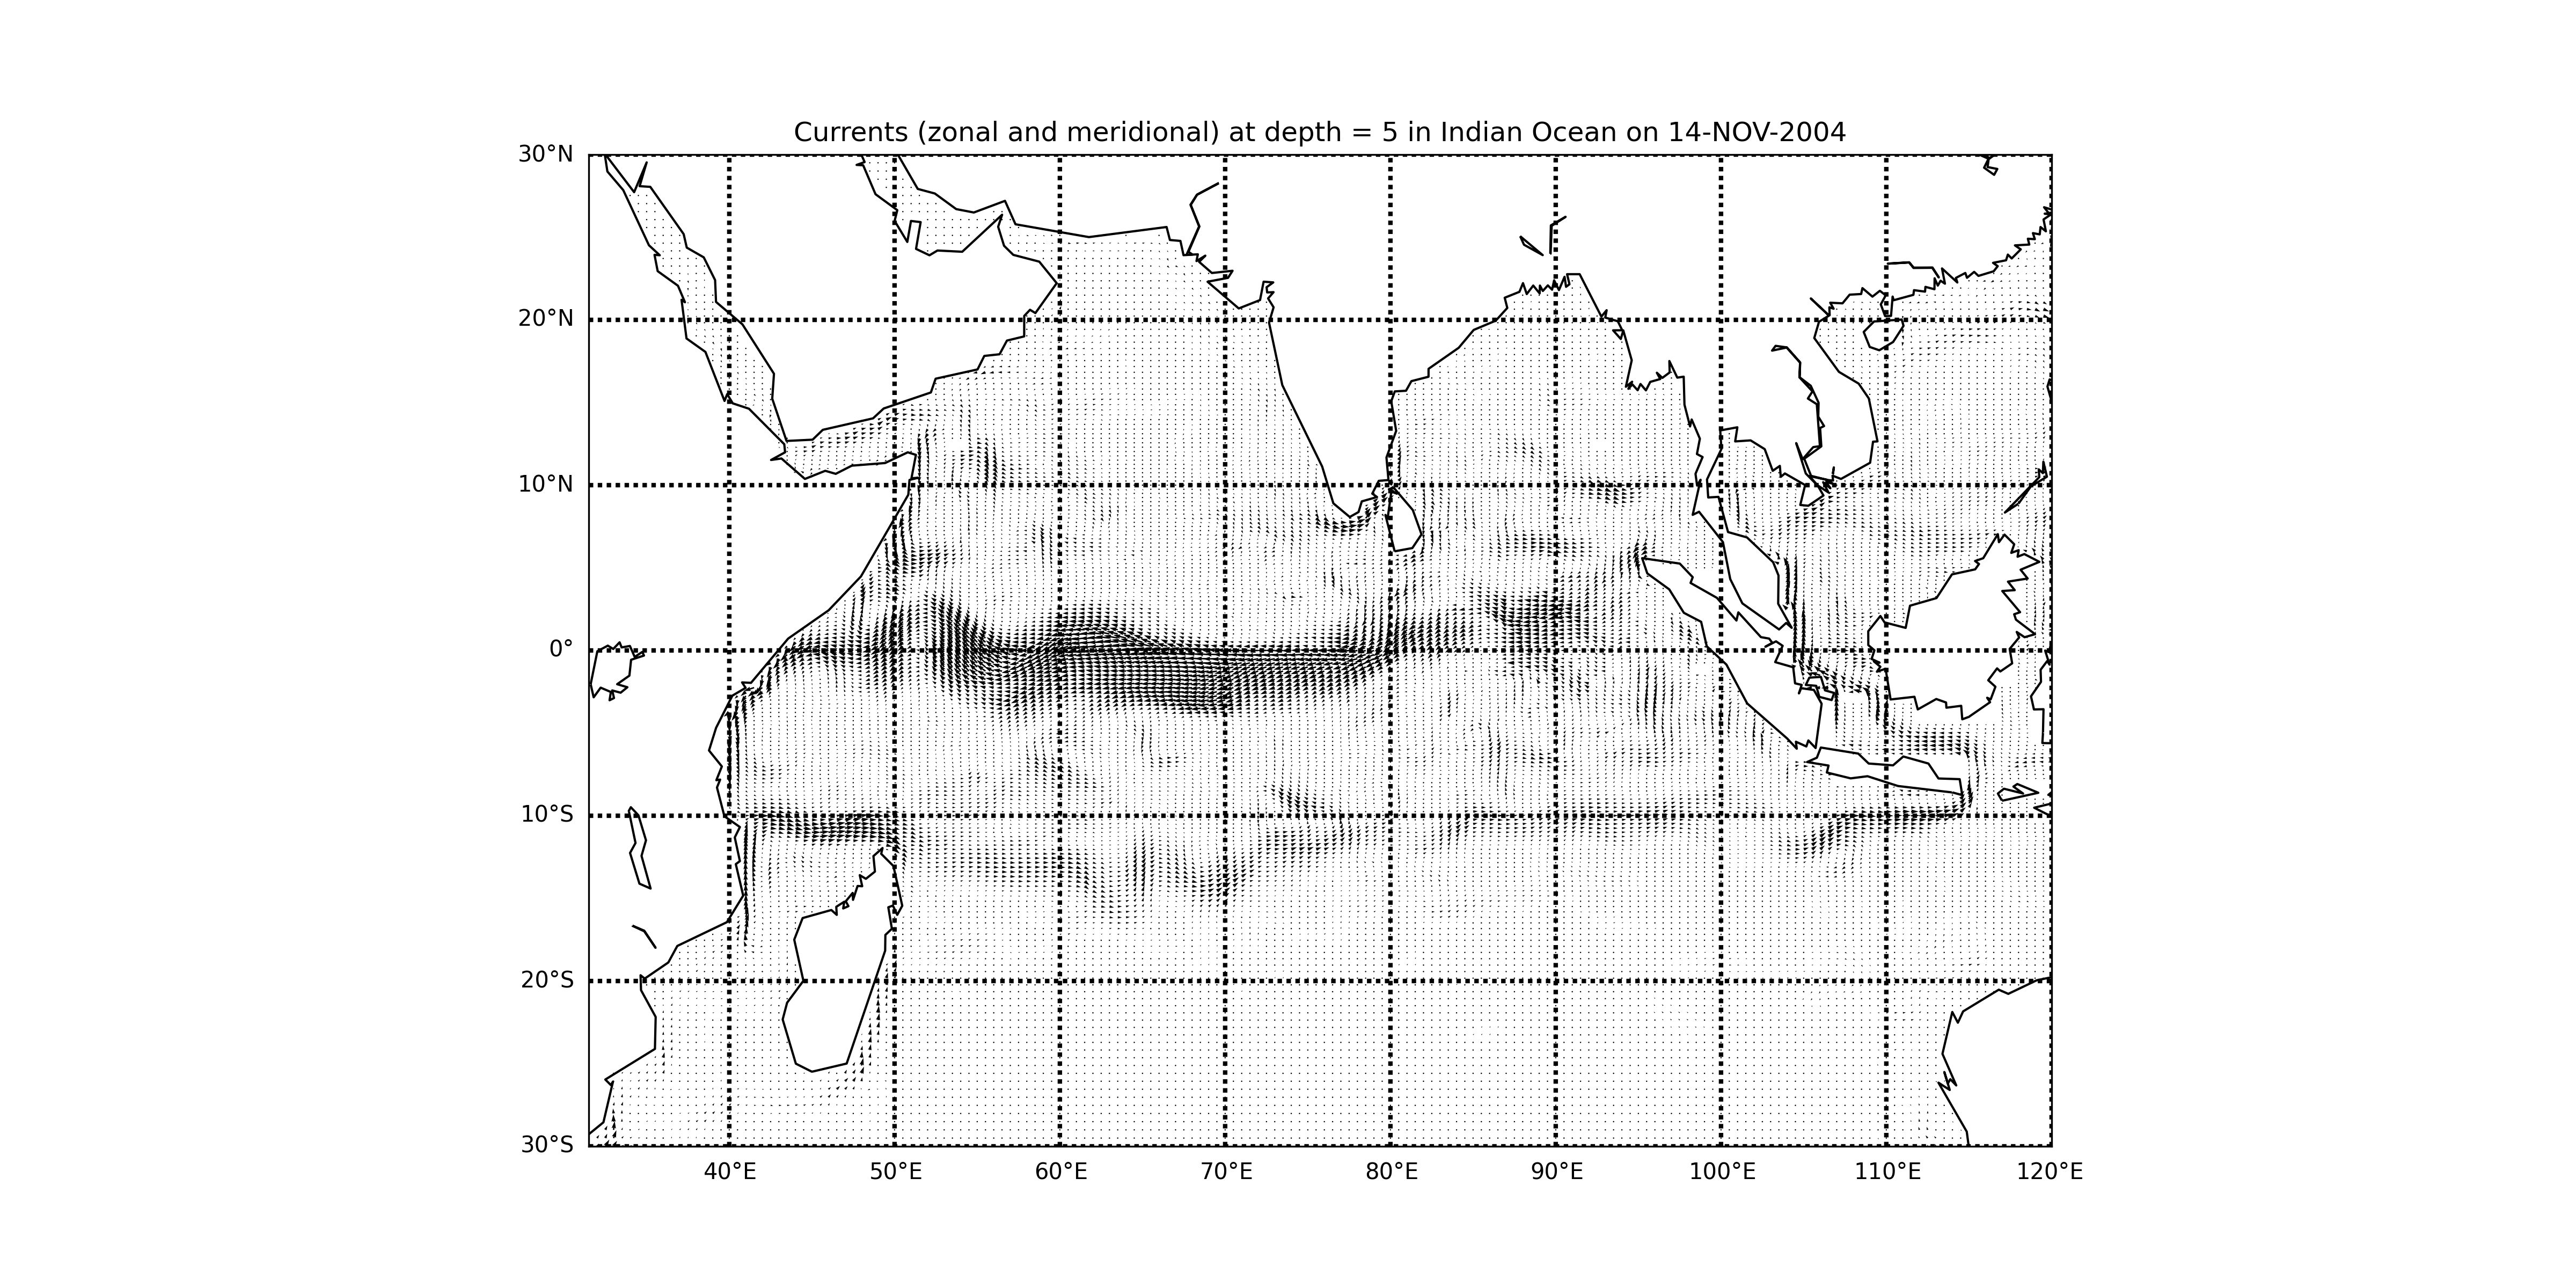 Currents (zonal and meridional) at depth = 5 in Indian Ocean on 14-NOV-2004
30°N
20°N
10°N
0°
10°S
20°S
30°S
40°E 50°E 60°E 70°E 80°E 90°E 100°E 110°E 120°E